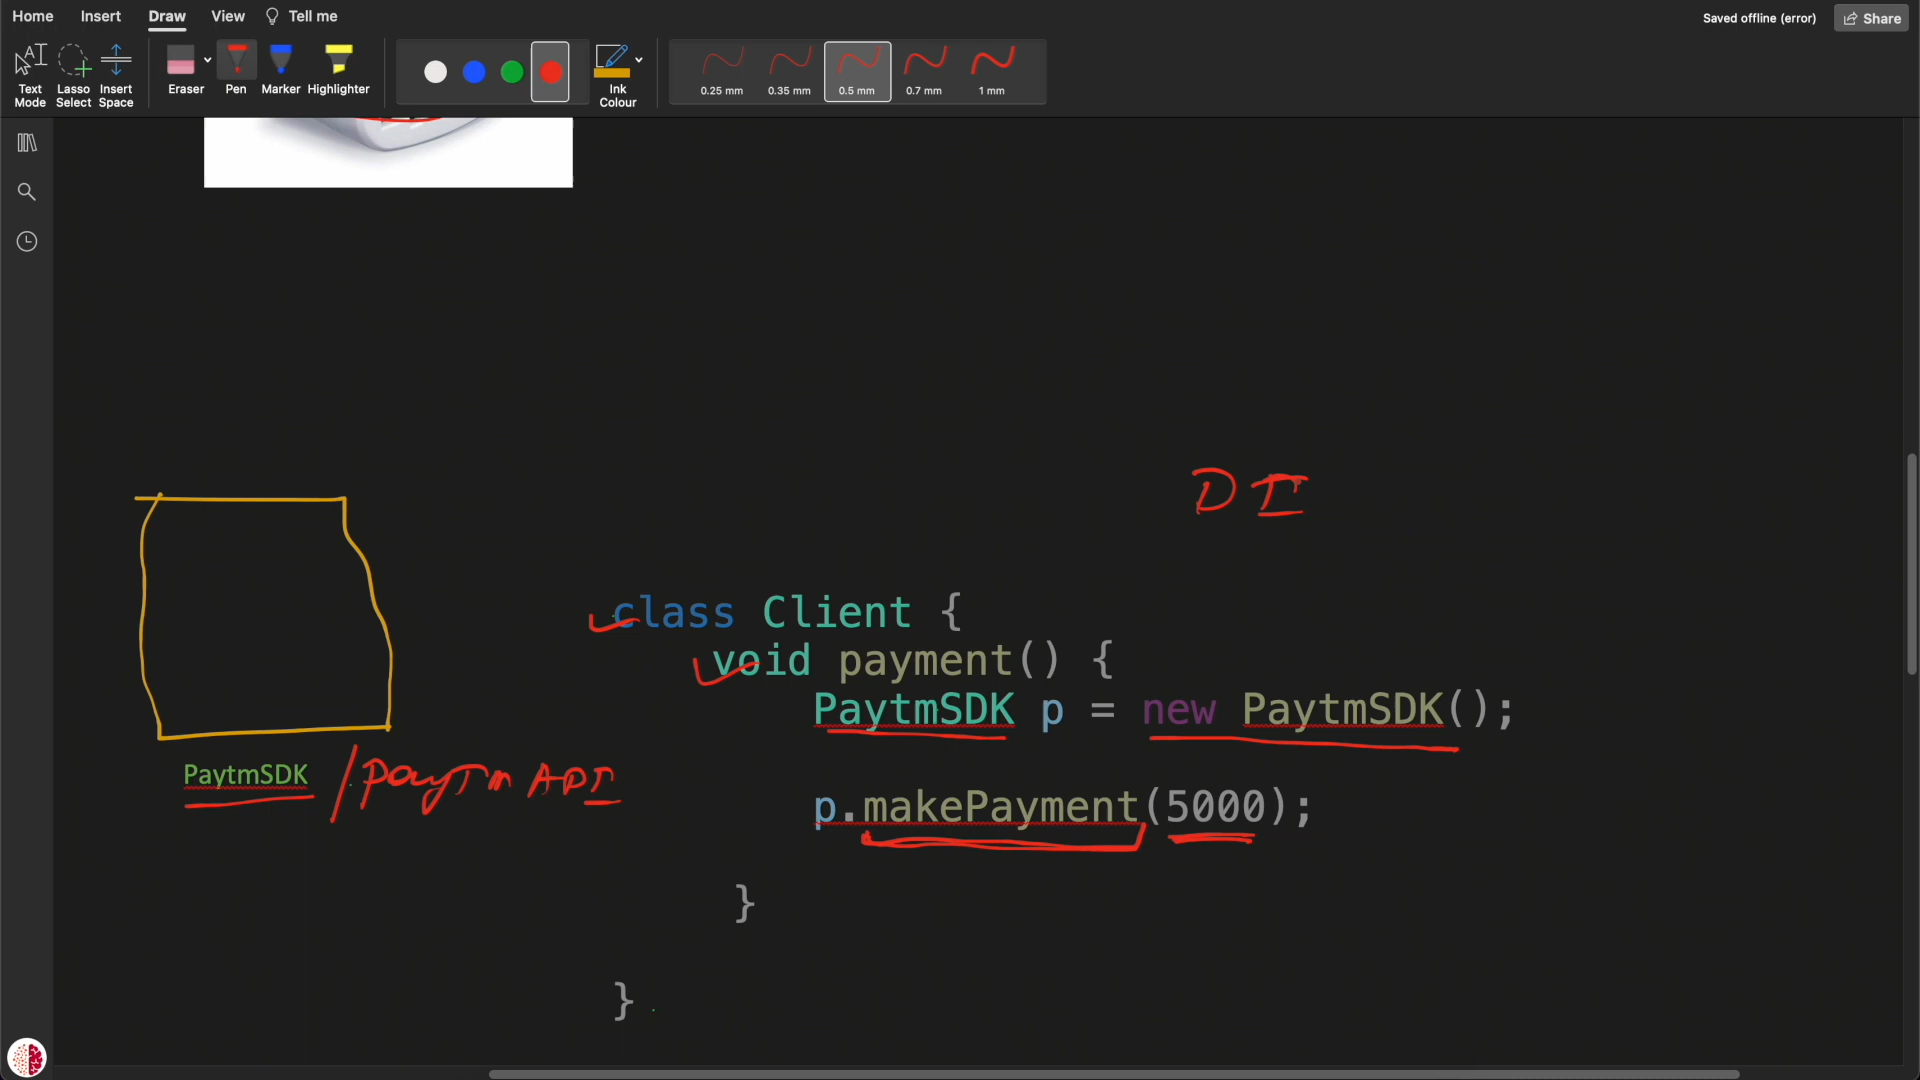 Home Insert Draw View Tell me
Saved offline (error) Share
Text Mode Lasso Select Insert Space Eraser Pen Marker Highlighter Ink Colour 0.25 mm 0.35 mm 0.5 mm 0.7 mm 1 mm
DI
class Client {
void payment() {
PaytmSDK p = new PaytmSDK();
PaytmSDK / Paytm API
p.makePayment(5000);
}
}